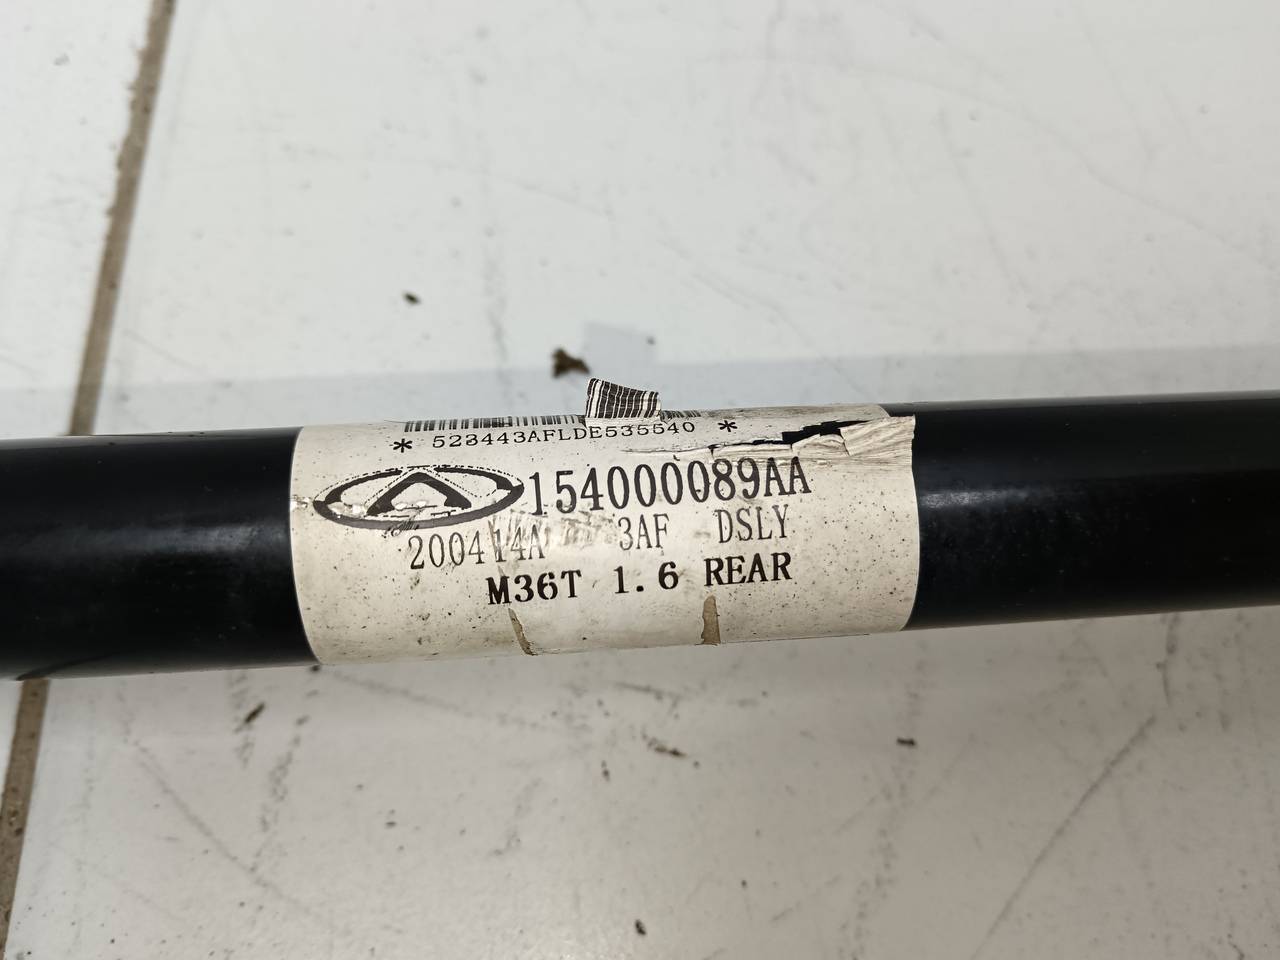 * 523443AFLDE535540 *
154000089AA
200414A 3AF DSLY
M36T 1.6 REAR